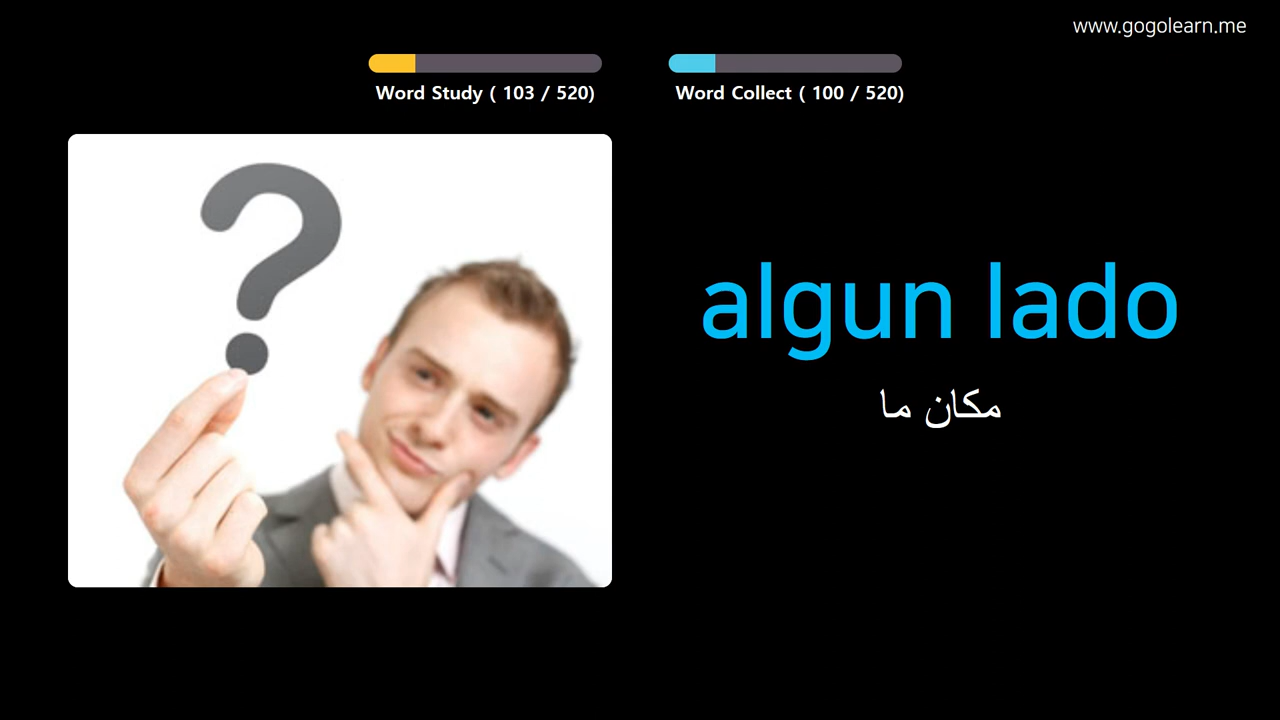 www.gogolearn.me
Word Study ( 103 / 520)
Word Collect ( 100 / 520)
?
algun lado
مكان ما